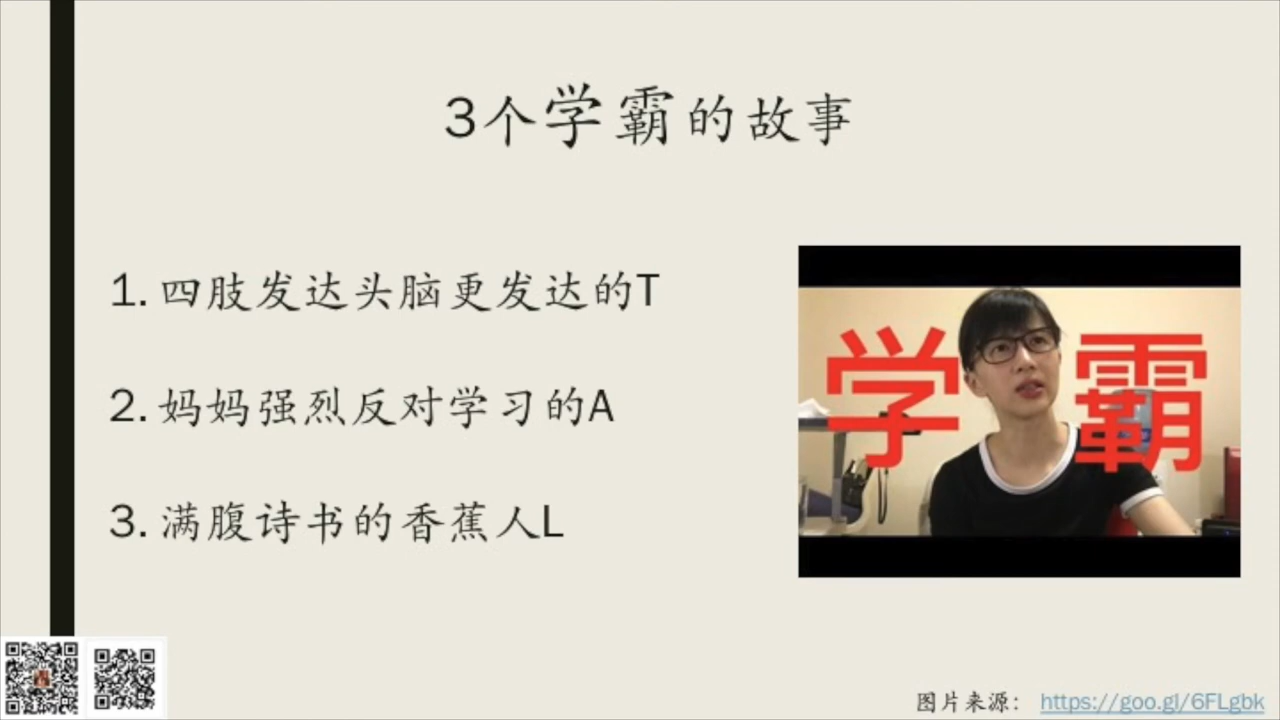 3个学霸的故事
1. 四肢发达头脑更发达的T
2. 妈妈强烈反对学习的A
3. 满腹诗书的香蕉人L
学霸
图片来源： https://goo.gl/6FLgbk